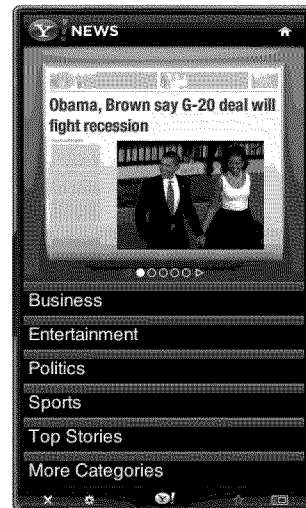 Y! NEWS
Obama, Brown say G-20 deal will
fight recession
Business
Entertainment
Politics
Sports
Top Stories
More Categories
Y!